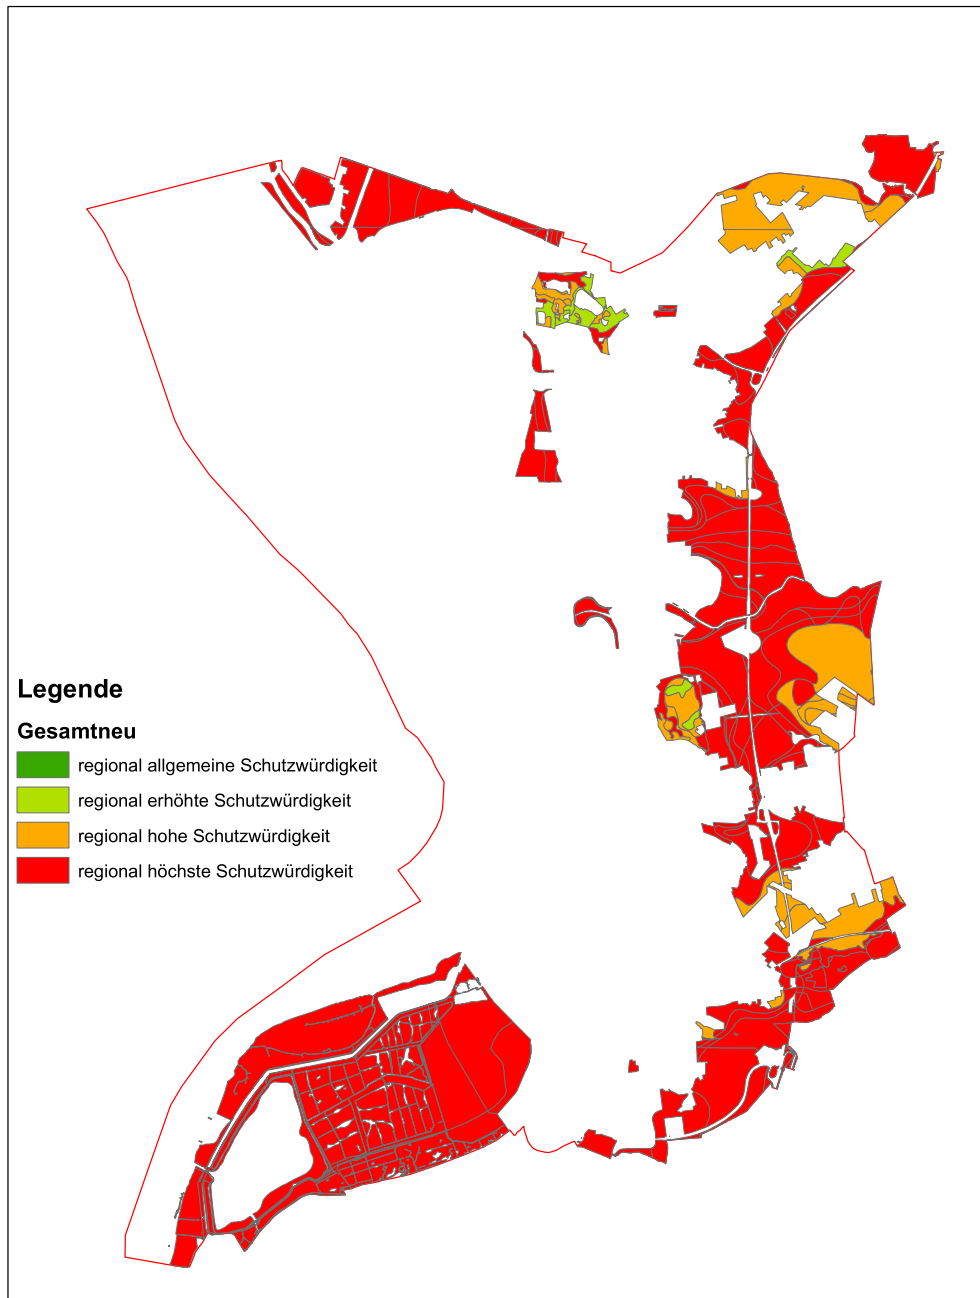 Legende
Gesamtneu
regional allgemeine Schutzwürdigkeit
regional erhöhte Schutzwürdigkeit
regional hohe Schutzwürdigkeit
regional höchste Schutzwürdigkeit